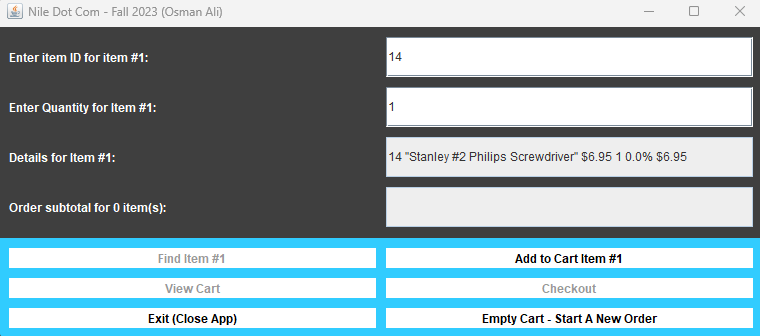 Nile Dot Com - Fall 2023 (Osman Ali)
Enter item ID for item #1:
14
Enter Quantity for Item #1:
1
Details for Item #1:
14 "Stanley #2 Philips Screwdriver" $6.95 1 0.0% $6.95
Order subtotal for 0 item(s):
Find Item #1
Add to Cart Item #1
View Cart
Checkout
Exit (Close App)
Empty Cart - Start A New Order